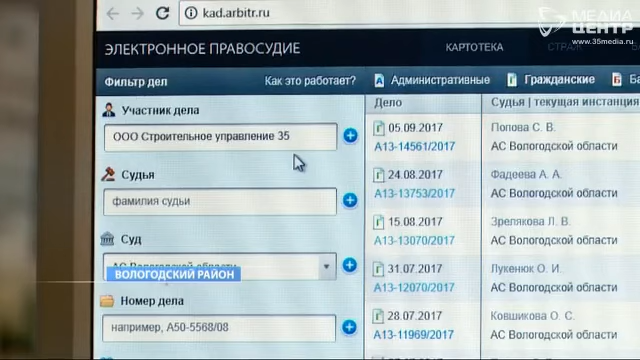 kad.arbitr.ru
МЕДИА
ЦЕНТР
www.35media.ru
ЭЛЕКТРОННОЕ ПРАВОСУДИЕ
КАРТОТЕКА
Фильтр дел
Как это работает?
Административные
Гражданские
Участник дела
ООО Строительное управление 35
Судья
фамилия судьи
Суд
АС Вологодской области
ВОЛОГОДСКИЙ РАЙОН
Номер дела
например, А50-5568/08
Дело
Судья | текущая инстанция
05.09.2017
Попова С. В.
А13-14561/2017
АС Вологодской области
24.08.2017
Фадеева А. А.
А13-13753/2017
АС Вологодской области
15.08.2017
Зрелякова Л. В.
А13-13070/2017
АС Вологодской области
31.07.2017
Лукенюк О. И.
А13-12070/2017
АС Вологодской области
28.07.2017
Ковшикова О. С.
А13-11969/2017
АС Вологодской области